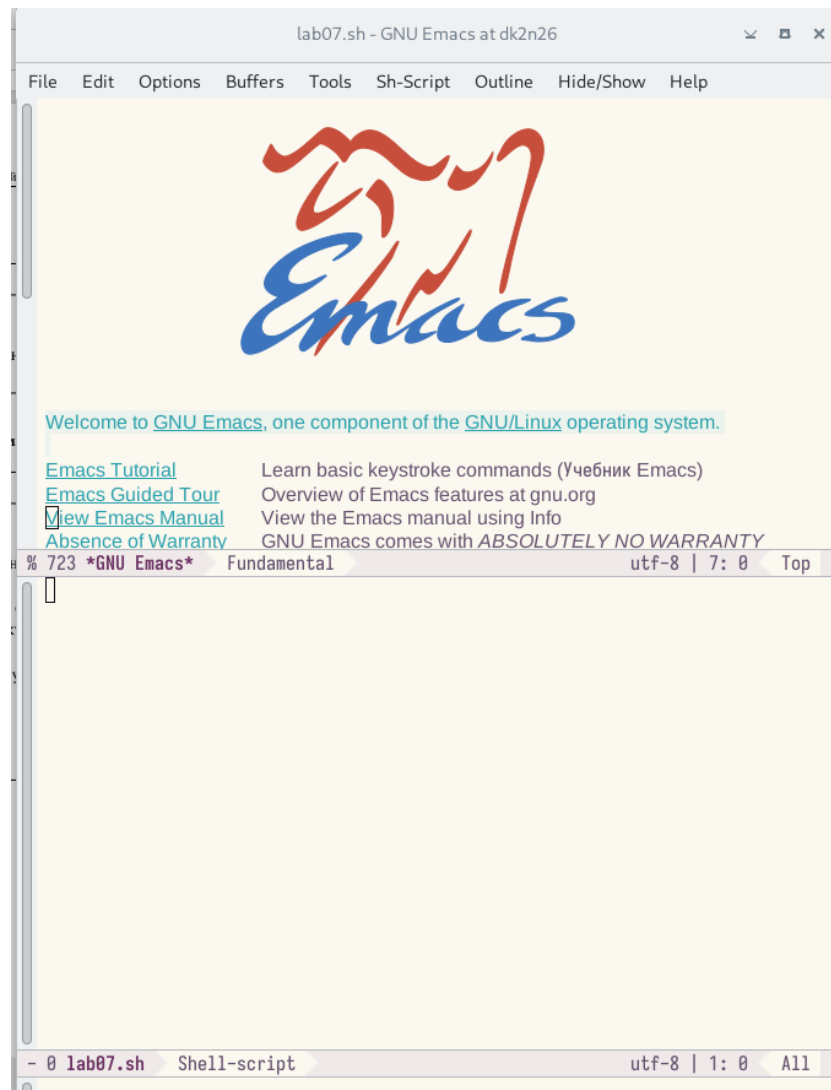 lab07.sh - GNU Emacs at dk2n26
File Edit Options Buffers Tools Sh-Script Outline Hide/Show Help
Emacs
Welcome to GNU Emacs, one component of the GNU/Linux operating system.
Emacs Tutorial Learn basic keystroke commands (Учебник Emacs)
Emacs Guided Tour Overview of Emacs features at gnu.org
View Emacs Manual View the Emacs manual using Info
Absence of Warranty GNU Emacs comes with ABSOLUTELY NO WARRANTY
% 723 *GNU Emacs* Fundamental utf-8 | 7: 0 Top
- 0 lab07.sh Shell-script utf-8 | 1: 0 All